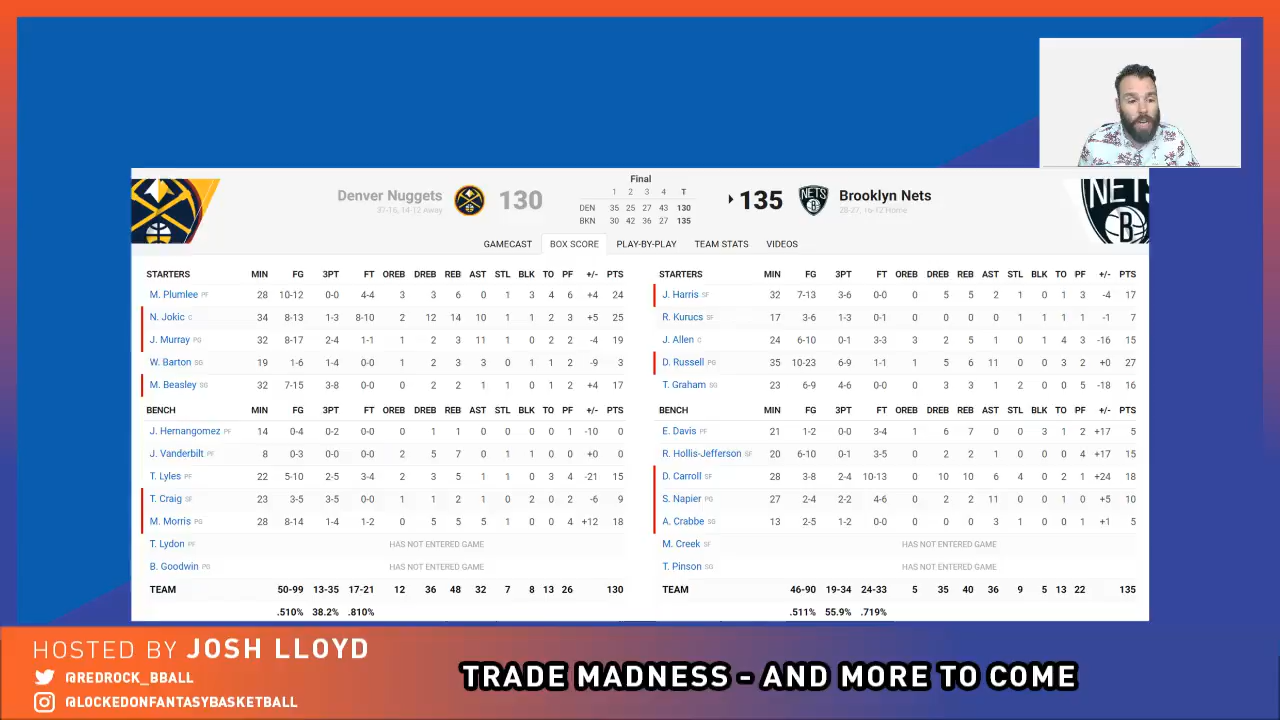 Denver Nuggets 130 Final 135 Brooklyn Nets
37-16, 14-12 Away 28-27, 16-12 Home
1 2 3 4 T
DEN 35 25 27 43 130
BKN 30 42 36 27 135
NETS
B
GAMECAST BOX SCORE PLAY-BY-PLAY TEAM STATS VIDEOS
STARTERS MIN FG 3PT FT OREB DREB REB AST STL BLK TO PF +/- PTS
M. Plumlee PF 28 10-12 0-0 4-4 3 3 6 0 1 3 4 6 +4 24
N. Jokic C 34 8-13 1-3 8-10 2 12 14 10 1 1 2 3 +5 25
J. Murray PG 32 8-17 2-4 1-1 1 2 3 11 1 0 2 2 -4 19
W. Barton SG 19 1-6 1-4 0-0 1 2 3 3 0 1 1 2 -9 3
M. Beasley SG 32 7-15 3-8 0-0 0 2 2 1 1 0 1 2 +4 17
BENCH MIN FG 3PT FT OREB DREB REB AST STL BLK TO PF +/- PTS
J. Hernangomez PF 14 0-4 0-2 0-0 0 1 1 0 0 0 0 1 -10 0
J. Vanderbilt PF 8 0-3 0-0 0-0 2 5 7 0 1 1 0 0 +0 0
T. Lyles PF 22 5-10 2-5 3-4 1 4 5 1 1 0 3 4 -21 15
T. Craig SF 23 3-5 3-5 0-0 1 1 2 1 0 2 0 2 -6 9
M. Morris PG 28 8-14 1-4 1-2 0 5 5 5 1 0 0 4 +12 18
T. Lydon PF HAS NOT ENTERED GAME
B. Goodwin PG HAS NOT ENTERED GAME
TEAM 50-99 13-35 17-21 12 36 48 32 7 8 13 26 130
.510% 38.2% .810%
STARTERS MIN FG 3PT FT OREB DREB REB AST STL BLK TO PF +/- PTS
J. Harris SF 32 7-13 3-6 0-0 0 5 5 2 1 0 1 3 -4 17
R. Kurucs SF 17 3-6 1-3 0-1 0 0 0 0 1 1 1 1 -1 7
J. Allen C 24 6-10 0-1 3-3 3 2 5 1 0 1 4 3 -16 15
D. Russell PG 35 10-23 6-9 1-1 1 5 6 11 0 0 3 2 +0 27
T. Graham SG 23 6-9 4-6 0-0 0 3 3 1 2 0 0 5 -18 16
BENCH MIN FG 3PT FT OREB DREB REB AST STL BLK TO PF +/- PTS
E. Davis PF 21 1-2 0-0 3-4 1 6 7 2 0 3 1 2 +17 5
R. Hollis-Jefferson SF 20 6-10 0-1 3-5 0 2 2 1 0 0 0 4 +17 15
D. Carroll SF 28 3-8 2-4 10-13 0 10 10 6 4 0 2 1 +24 18
S. Napier PG 27 2-4 2-2 4-6 0 2 2 11 0 0 1 0 +5 10
A. Crabbe SG 13 2-5 1-2 0-0 0 0 0 3 1 0 0 1 +1 5
M. Creek SF HAS NOT ENTERED GAME
T. Pinson SG HAS NOT ENTERED GAME
TEAM 46-90 19-34 24-33 5 35 40 36 9 5 13 22 135
.511% 55.9% .719%
HOSTED BY JOSH LLOYD
@REDROCK_BBALL
@LOCKEDONFANTASYBASKETBALL
TRADE MADNESS - AND MORE TO COME